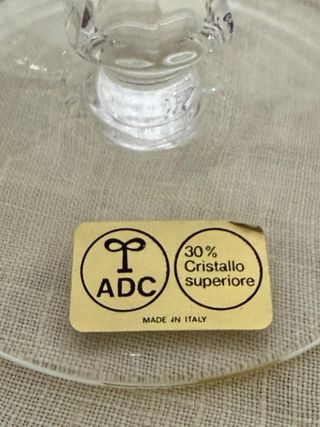 ADC
30%
Cristallo
superiore
MADE IN ITALY